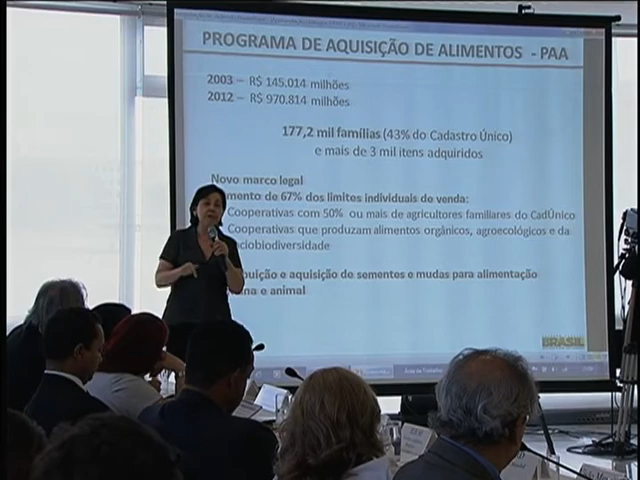 PROGRAMA DE AQUISIÇÃO DE ALIMENTOS - PAA
2003 – R$ 145.014 milhões
2012 – R$ 970.814 milhões
177,2 mil famílias (43% do Cadastro Único)
e mais de 3 mil itens adquiridos
Novo marco legal
mento de 67% dos limites individuais de venda:
Cooperativas com 50% ou mais de agricultores familiares do CadÚnico
Cooperativas que produzam alimentos orgânicos, agroecológicos e da
ciobiodiversidade
buição e aquisição de sementes e mudas para alimentação
ana e animal
BRASIL